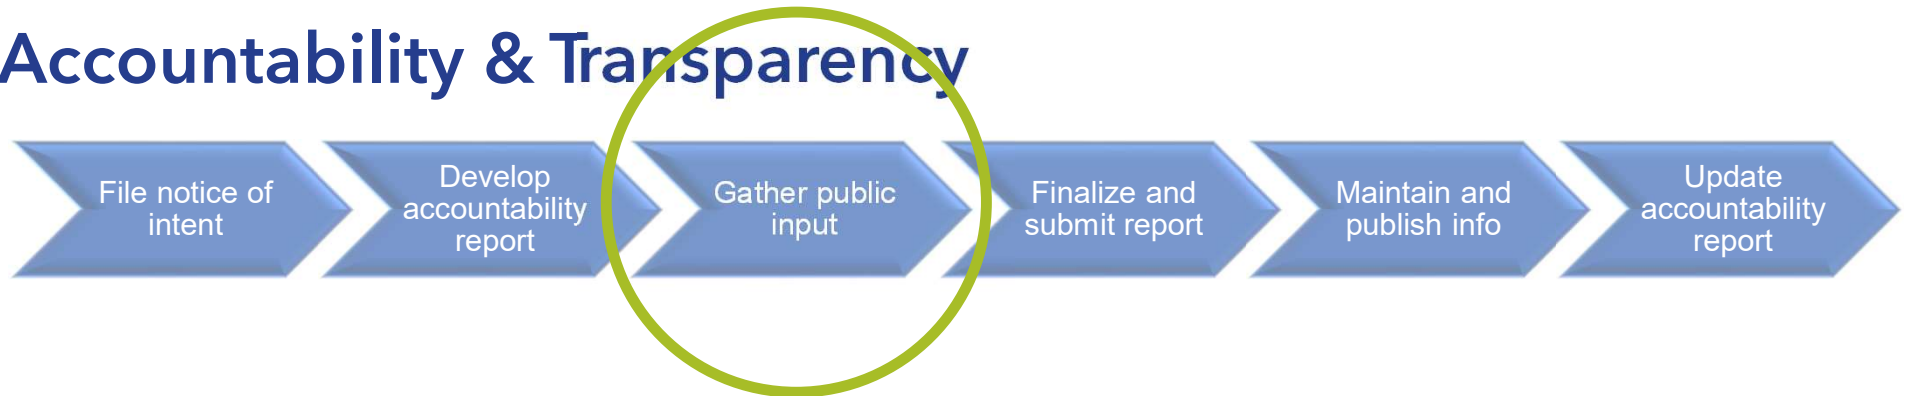 Accountability & Transparency
File notice of
intent
Develop
accountability
report
Gather public
input
Finalize and
submit report
Maintain and
publish info
Update
accountability
report